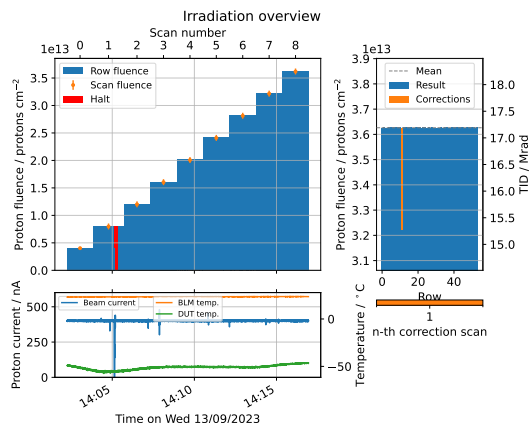 Irradiation overview
Scan number
0 1 2 3 4 5 6 7 8
1e13
Proton fluence / protons cm⁻²
3.5
3.0
2.5
2.0
1.5
1.0
0.5
0.0
Row fluence
Scan fluence
Halt
1e13
Proton fluence / protons cm⁻²
3.9
3.8
3.7
3.6
3.5
3.4
3.3
3.2
3.1
Mean
Result
Corrections
18.0
17.5
17.0
16.5
16.0
15.5
15.0
TID / Mrad
0 20 40
Row
1
n-th correction scan
Proton current / nA
500
250
0
Beam current
BLM temp.
DUT temp.
0
−50
Temperature / °C
14:05 14:10 14:15
Time on Wed 13/09/2023